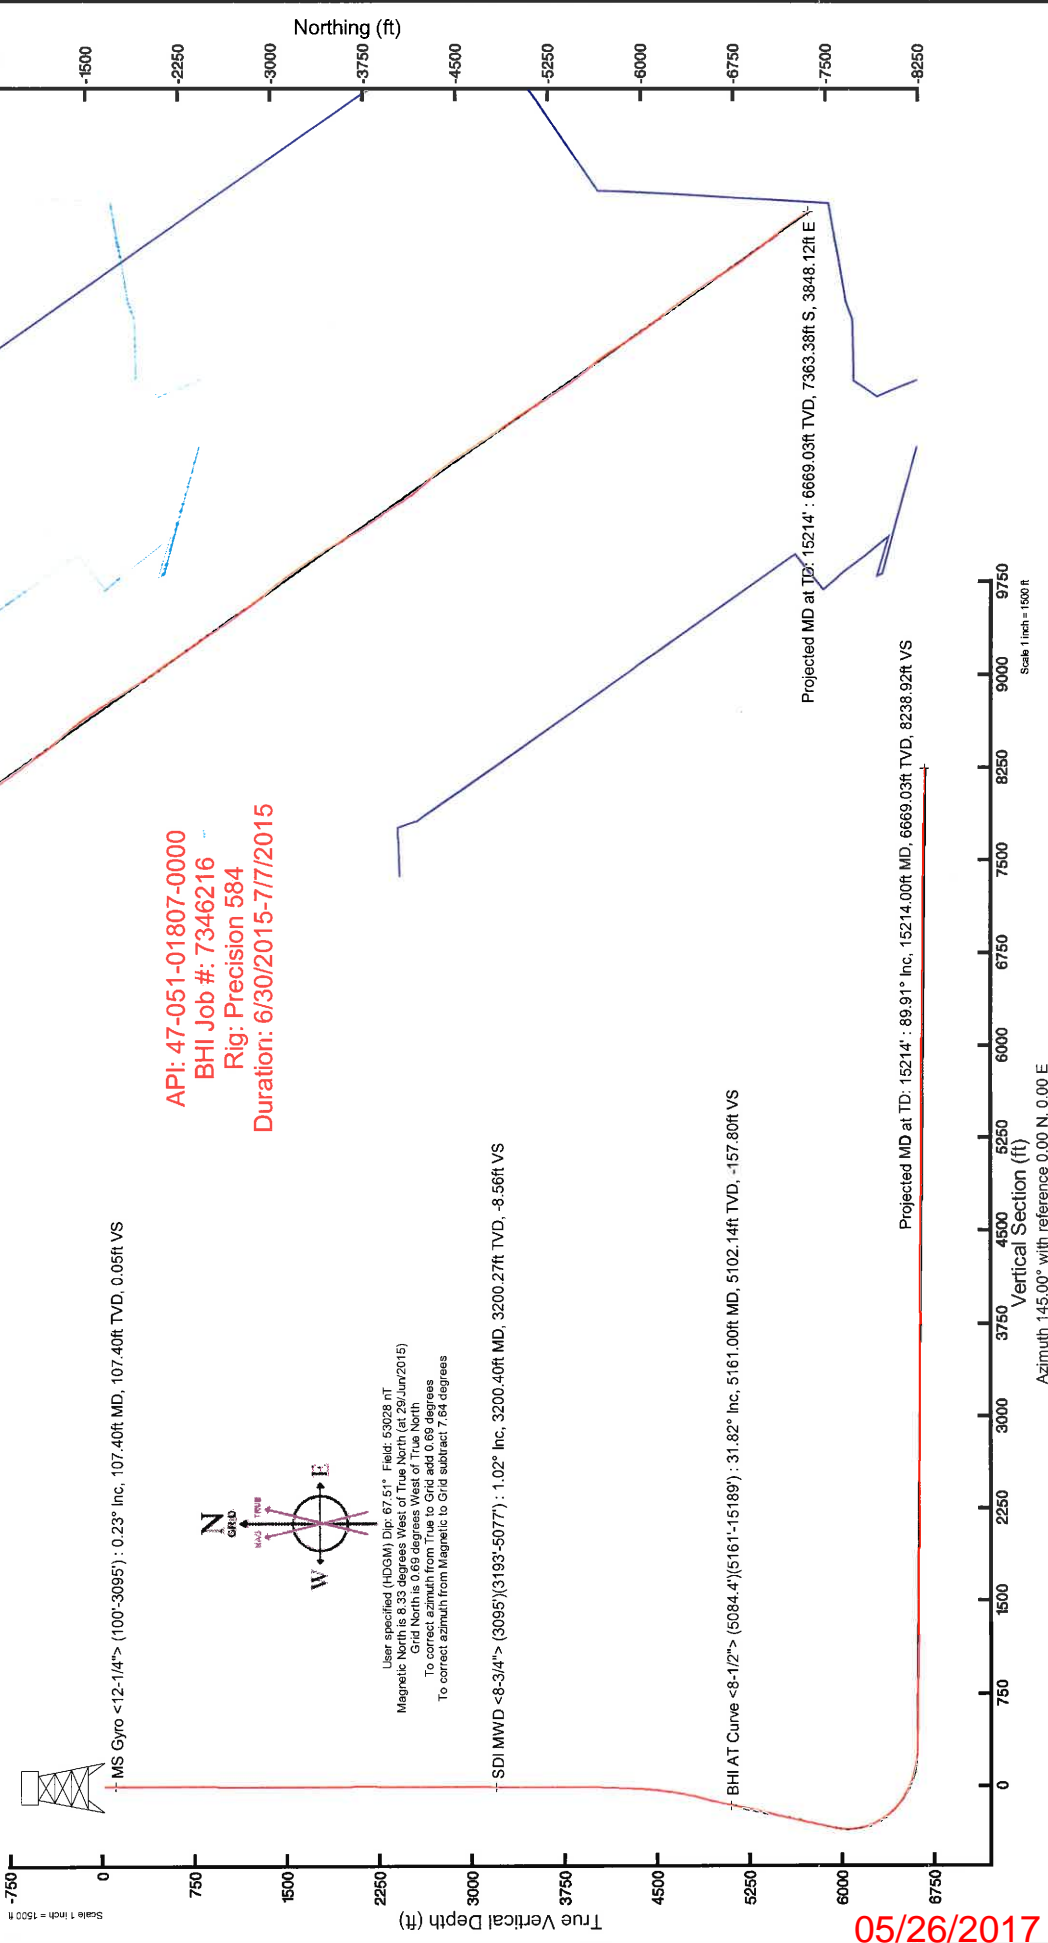 Northing (ft)
-1500
-2250
-3000
-3750
-4500
-5250
-6000
-6750
-7500
-8250
Projected MD at TD: 15214' : 6669.03ft TVD, 7363.38ft S, 3848.12ft E
API: 47-051-01807-0000
BHI Job #: 7346216
Rig: Precision 584
Duration: 6/30/2015-7/7/2015
N
GRID
MAG TRUE
W
E
User specified (HDGM) Dip: 67.51° Field: 53028 nT
Magnetic North is 8.33 degrees West of True North (at 29/Jun/2015)
Grid North is 0.69 degrees West of True North
To correct azimuth from True to Grid add 0.69 degrees
To correct azimuth from Magnetic to Grid subtract 7.64 degrees
MS Gyro <12-1/4"> (100'-3095') : 0.23° Inc, 107.40ft MD, 107.40ft TVD, 0.05ft VS
SDI MWD <8-3/4"> (3095')(3193'-5077') : 1.02° Inc, 3200.40ft MD, 3200.27ft TVD, -8.56ft VS
BHI AT Curve <8-1/2"> (5084.4')(5161'-15189') : 31.82° Inc, 5161.00ft MD, 5102.14ft TVD, -157.80ft VS
Projected MD at TD: 15214' : 89.91° Inc, 15214.00ft MD, 6669.03ft TVD, 8238.92ft VS
Scale 1 inch = 1500 ft
True Vertical Depth (ft)
-750
0
750
1500
2250
3000
3750
4500
5250
6000
6750
0
750
1500
2250
3000
3750
4500
5250
6000
6750
7500
8250
9000
9750
Vertical Section (ft)
Scale 1 inch = 1500 ft
Azimuth 145.00° with reference 0.00 N, 0.00 E
05/26/2017